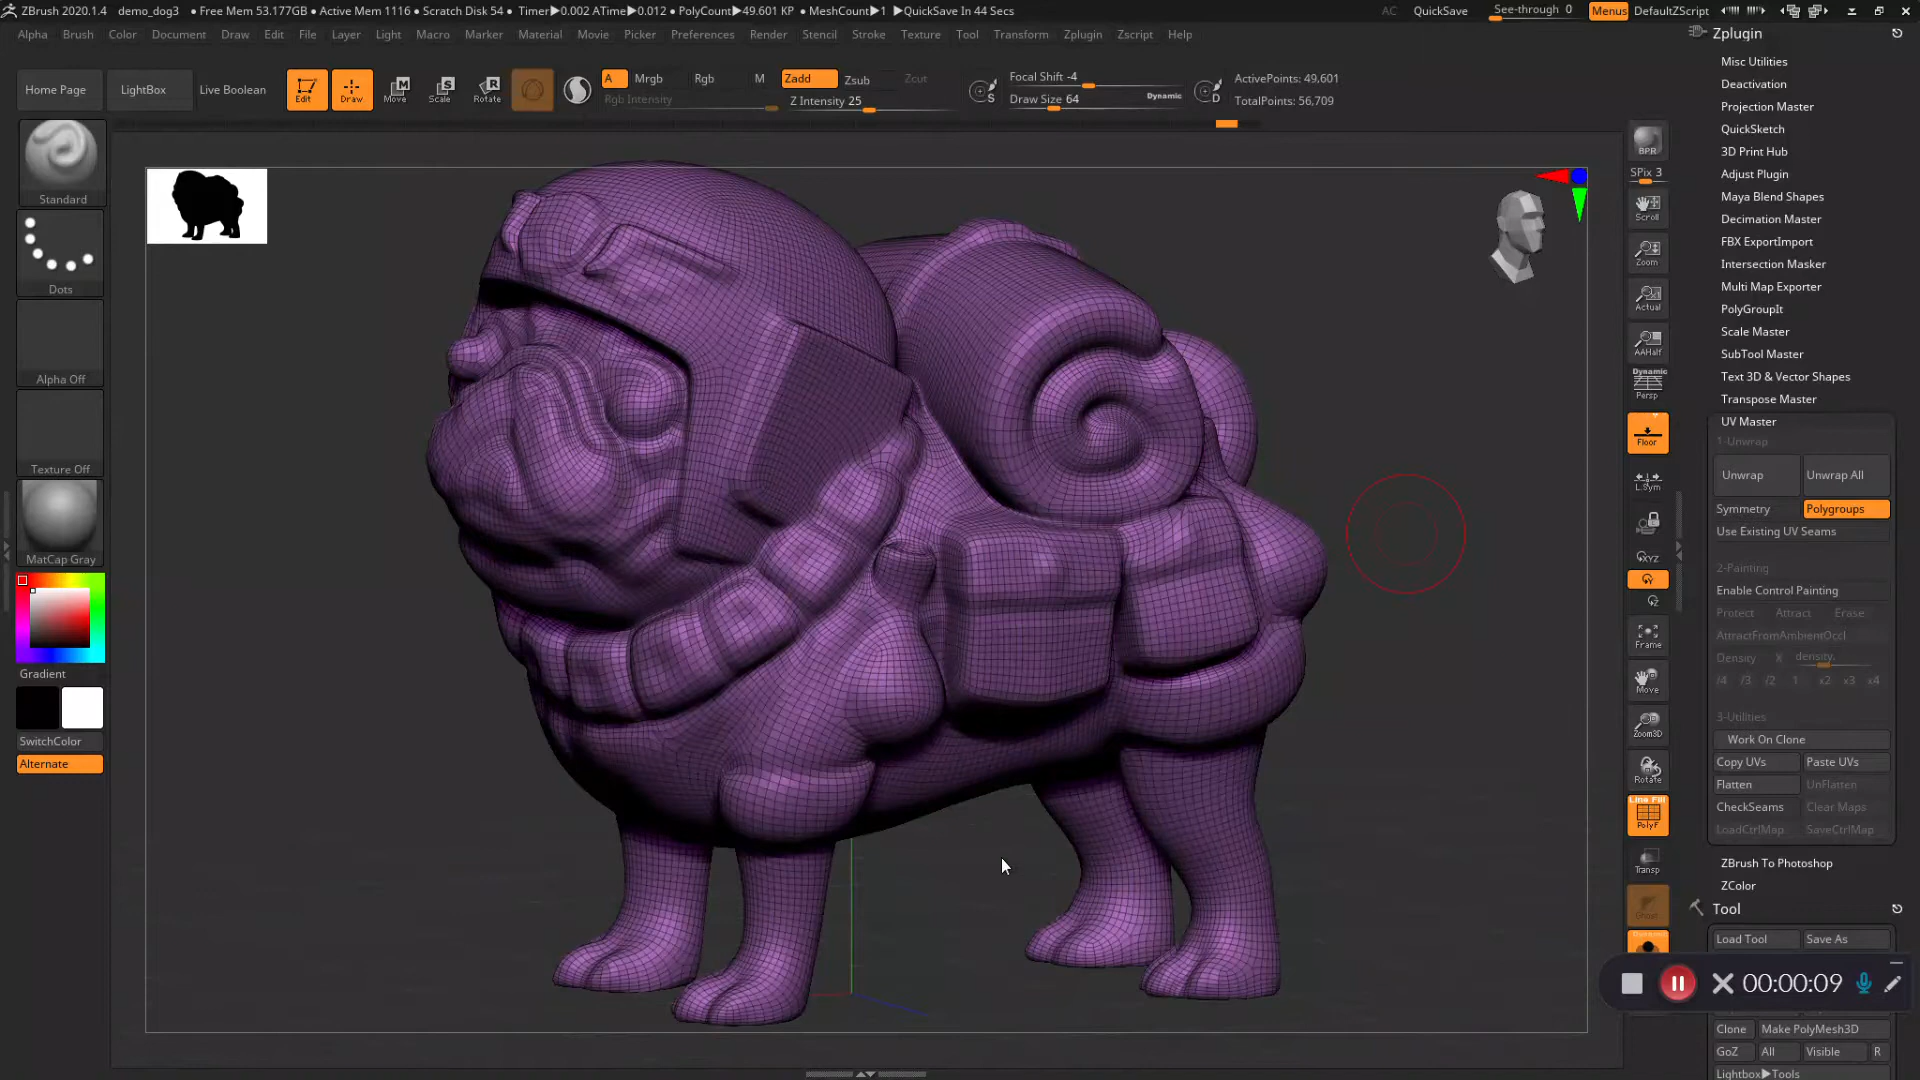 ZBrush 2020.1.4 demo_dog3 ● Free Mem 53.177GB ● Active Mem 1116 ● Scratch Disk 54 ● Timer▶0.002 ATime▶0.012 ● PolyCount▶49.601 KP ● MeshCount▶1 ▶QuickSave In 44 Secs AC QuickSave See-through 0 Menus DefaultZScript
Alpha Brush Color Document Draw Edit File Layer Light Macro Marker Material Movie Picker Preferences Render Stencil Stroke Texture Tool Transform Zplugin Zscript Help
Home Page LightBox Live Boolean
Edit Draw Move Scale Rotate
A Mrgb Rgb M Zadd Zsub Zcut
Rgb Intensity Z Intensity 25
S Focal Shift -4
Draw Size 64 Dynamic
D ActivePoints: 49,601
TotalPoints: 56,709
Standard
Dots
Alpha Off
Texture Off
MatCap Gray
Gradient
SwitchColor
Alternate
BPR
SPix 3
Scroll
Zoom
Actual
AAHalf
Dynamic
Persp
Floor
L.Sym
XYZ
Y
Z
Frame
Move
Zoom3D
Rotate
Line Fill
PolyF
Transp
Ghost
Zplugin
Misc Utilities
Deactivation
Projection Master
QuickSketch
3D Print Hub
Adjust Plugin
Maya Blend Shapes
Decimation Master
FBX ExportImport
Intersection Masker
Multi Map Exporter
PolyGroupIt
Scale Master
SubTool Master
Text 3D & Vector Shapes
Transpose Master
UV Master
1-Unwrap
Unwrap Unwrap All
Symmetry Polygroups
Use Existing UV Seams
2-Painting
Enable Control Painting
Protect Attract Erase
AttractFromAmbientOccl
Density X density.
/4 /3 /2 1 x2 x3 x4
3-Utilities
Work On Clone
Copy UVs Paste UVs
Flatten UnFlatten
CheckSeams Clear Maps
LoadCtrlMap SaveCtrlMap
ZBrush To Photoshop
ZColor
Tool
Load Tool Save As
00:00:09
Clone Make PolyMesh3D
GoZ All Visible R
Lightbox▶Tools